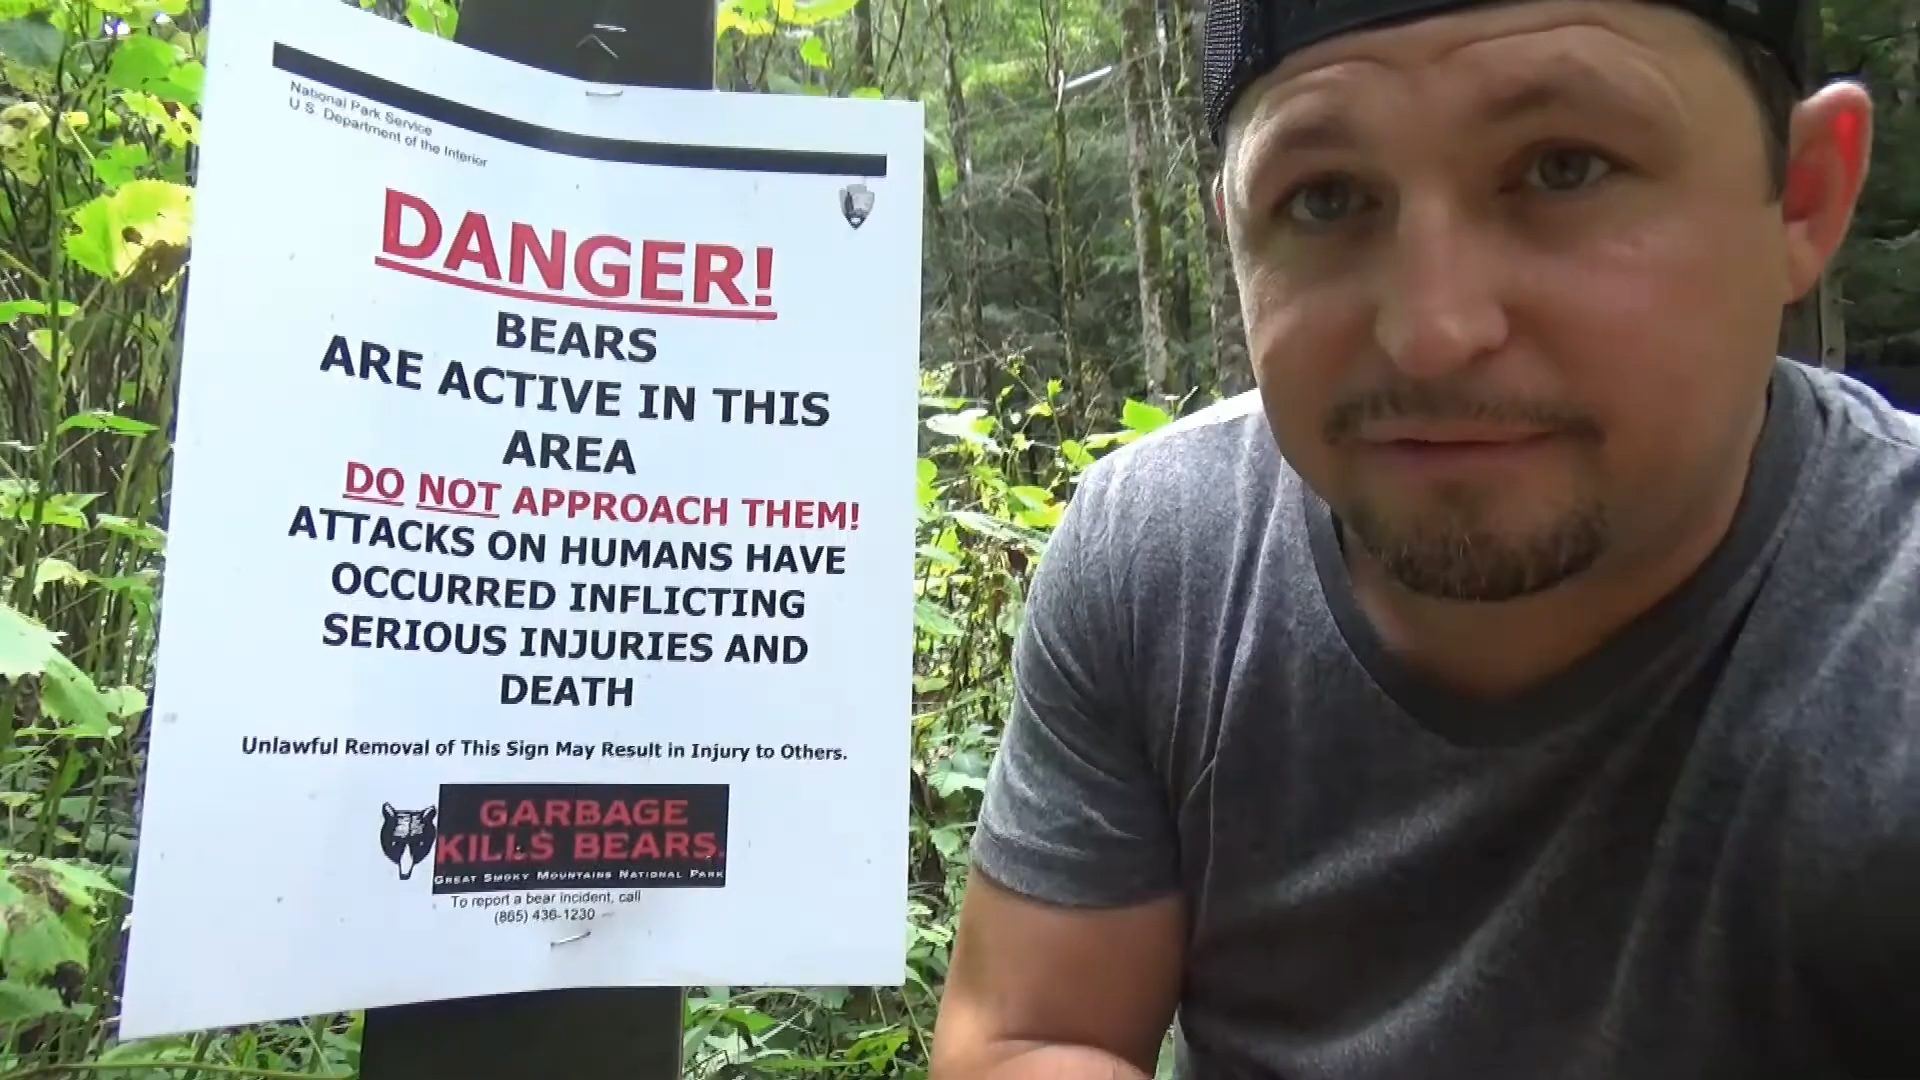 National Park Service
U.S. Department of the Interior
DANGER!
BEARS
ARE ACTIVE IN THIS
AREA
DO NOT APPROACH THEM!
ATTACKS ON HUMANS HAVE
OCCURRED INFLICTING
SERIOUS INJURIES AND
DEATH
Unlawful Removal of This Sign May Result in Injury to Others.
GARBAGE
KILLS BEARS.
GREAT SMOKY MOUNTAINS NATIONAL PARK
To report a bear incident, call
(865) 436-1230